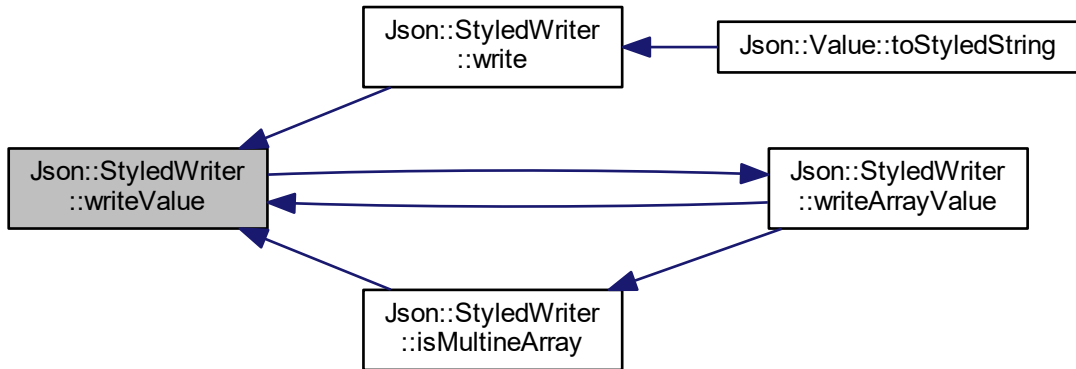 Json::StyledWriter
::write
Json::Value::toStyledString
Json::StyledWriter
::writeValue
Json::StyledWriter
::writeArrayValue
Json::StyledWriter
::isMultineArray